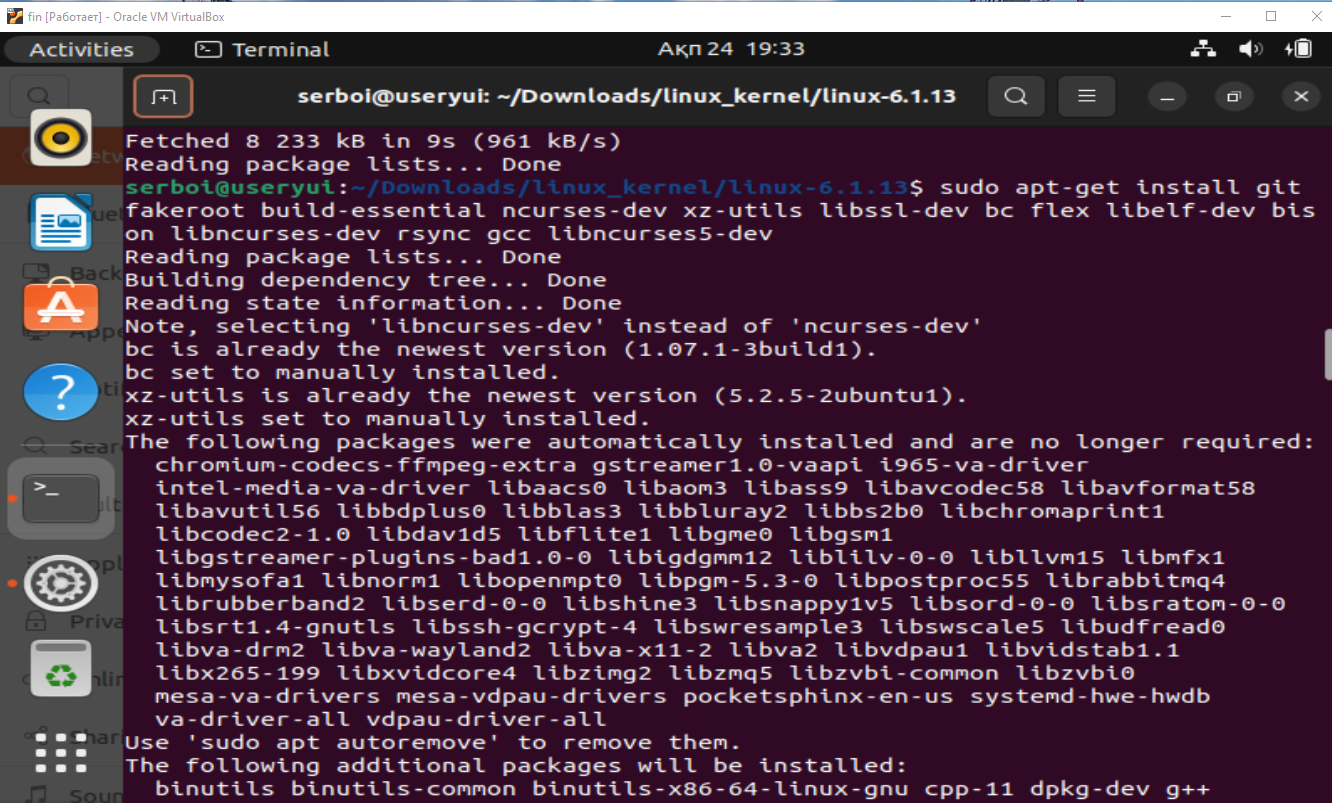 fin [Работает] - Oracle VM VirtualBox
Activities
Terminal
Ақп 24 19:33
serboi@useryui: ~/Downloads/linux_kernel/linux-6.1.13
Fetched 8 233 kB in 9s (961 kB/s)
Reading package lists... Done
serboi@useryui:~/Downloads/linux_kernel/linux-6.1.13$ sudo apt-get install git
fakeroot build-essential ncurses-dev xz-utils libssl-dev bc flex libelf-dev bis
on libncurses-dev rsync gcc libncurses5-dev
Reading package lists... Done
Building dependency tree... Done
Reading state information... Done
Note, selecting 'libncurses-dev' instead of 'ncurses-dev'
bc is already the newest version (1.07.1-3build1).
bc set to manually installed.
xz-utils is already the newest version (5.2.5-2ubuntu1).
xz-utils set to manually installed.
The following packages were automatically installed and are no longer required:
chromium-codecs-ffmpeg-extra gstreamer1.0-vaapi i965-va-driver
intel-media-va-driver libaacs0 libaom3 libass9 libavcodec58 libavformat58
libavutil56 libbdplus0 libblas3 libbluray2 libbs2b0 libchromaprint1
libcodec2-1.0 libdav1d5 libflite1 libgme0 libgsm1
libgstreamer-plugins-bad1.0-0 libigdgmm12 liblilv-0-0 libllvm15 libmfx1
libmysofa1 libnorm1 libopenmpt0 libpgm-5.3-0 libpostproc55 librabbitmq4
librubberband2 libserd-0-0 libshine3 libsnappy1v5 libsord-0-0 libsratom-0-0
libsrt1.4-gnutls libssh-gcrypt-4 libswresample3 libswscale5 libudfread0
libva-drm2 libva-wayland2 libva-x11-2 libva2 libvdpau1 libvidstab1.1
libx265-199 libxvidcore4 libzimg2 libzmq5 libzvbi-common libzvbi0
mesa-va-drivers mesa-vdpau-drivers pocketsphinx-en-us systemd-hwe-hwdb
va-driver-all vdpau-driver-all
Use 'sudo apt autoremove' to remove them.
The following additional packages will be installed:
binutils binutils-common binutils-x86-64-linux-gnu cpp-11 dpkg-dev g++